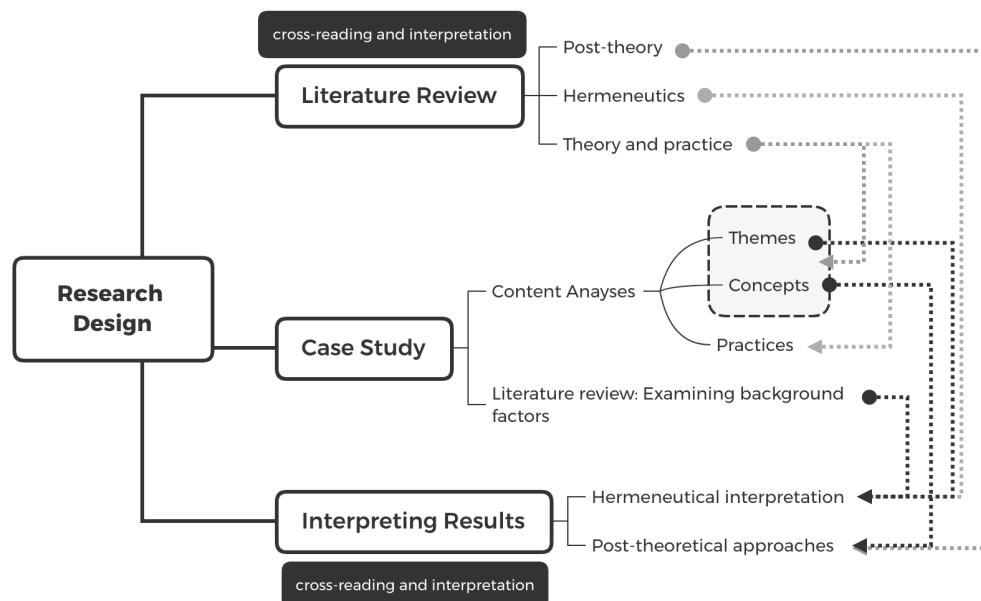 cross-reading and interpretation
Literature Review
Post-theory
Hermeneutics
Theory and practice
Research
Design
Case Study
Content Anayses
Themes
Concepts
Practices
Literature review: Examining background
factors
Interpreting Results
Hermeneutical interpretation
Post-theoretical approaches
cross-reading and interpretation